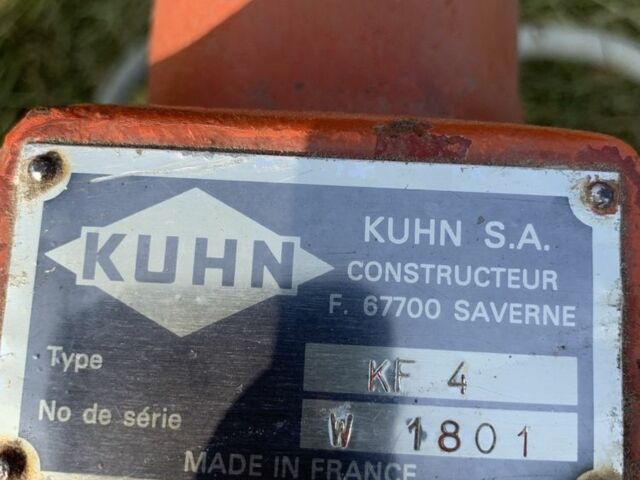 KUHN
KUHN S.A.
CONSTRUCTEUR
F. 67700 SAVERNE
Type KF 4
No de série W 1801
MADE IN FRANCE